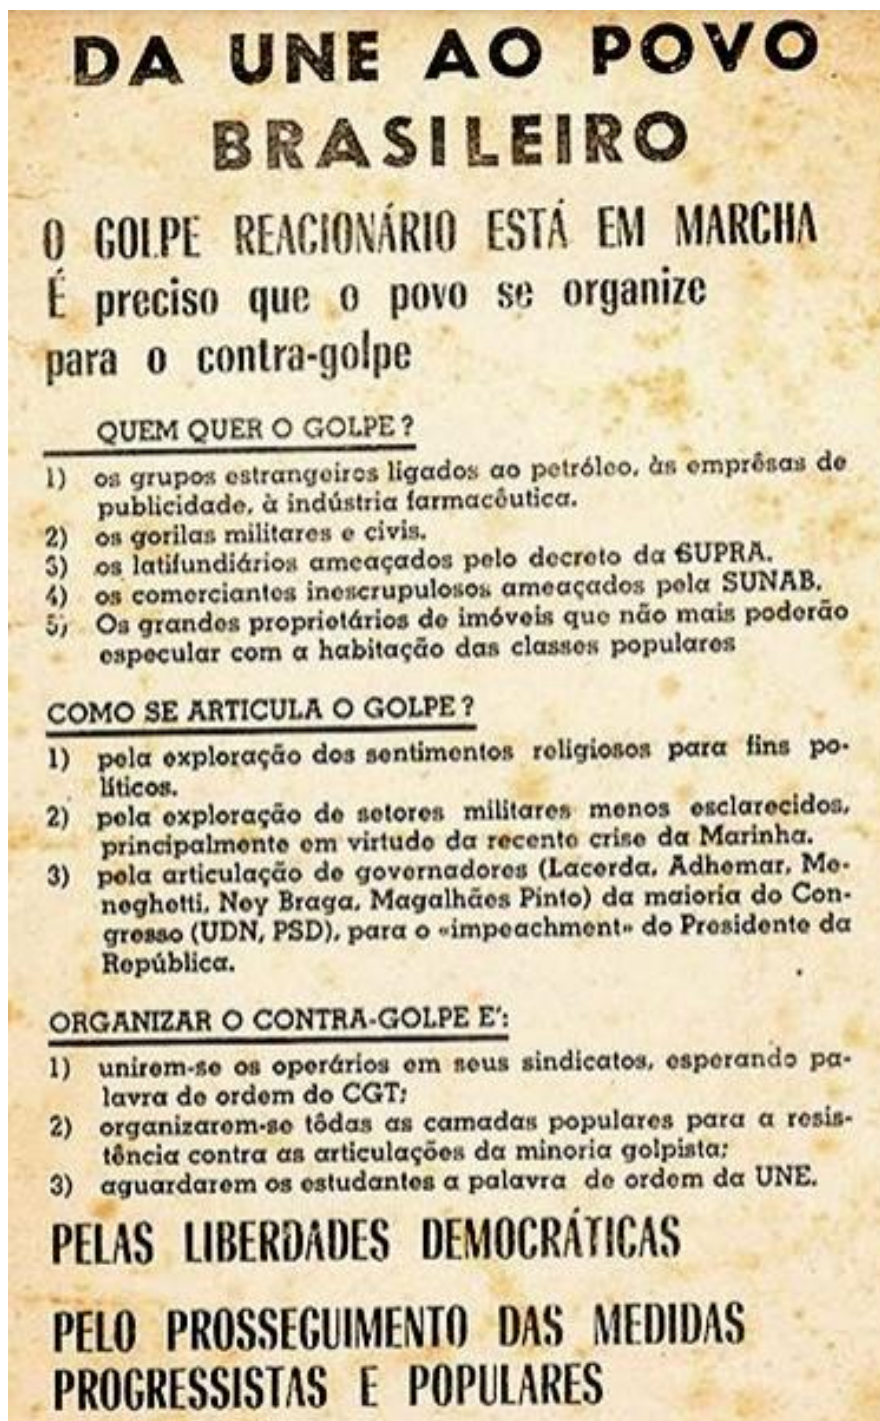 DA UNE AO POVO
BRASILEIRO
O GOLPE REACIONÁRIO ESTÁ EM MARCHA
É preciso que o povo se organize
para o contra-golpe
QUEM QUER O GOLPE?
1) os grupos estrangeiros ligados ao petróleo, às emprêsas de
publicidade, à indústria farmacêutica.
2) os gorilas militares e civis.
3) os latifundiários ameaçados pelo decreto da SUPRA.
4) os comerciantes inescrupulosos ameaçados pela SUNAB.
5) Os grandes proprietários de imóveis que não mais poderão
especular com a habitação das classes populares
COMO SE ARTICULA O GOLPE?
1) pela exploração dos sentimentos religiosos para fins po-
líticos.
2) pela exploração de setores militares menos esclarecidos,
principalmente em virtude da recente crise da Marinha.
3) pela articulação de governadores (Lacerda, Adhemar, Me-
neghetti, Ney Braga, Magalhães Pinto) da maioria do Con-
gresso (UDN, PSD), para o «impeachment» do Presidente da
República.
ORGANIZAR O CONTRA-GOLPE E':
1) unirem-se os operários em seus sindicatos, esperando pa-
lavra de ordem do CGT;
2) organizarem-se tôdas as camadas populares para a resis-
tência contra as articulações da minoria golpista;
3) aguardarem os estudantes a palavra de ordem da UNE.
PELAS LIBERDADES DEMOCRÁTICAS
PELO PROSSEGUIMENTO DAS MEDIDAS
PROGRESSISTAS E POPULARES